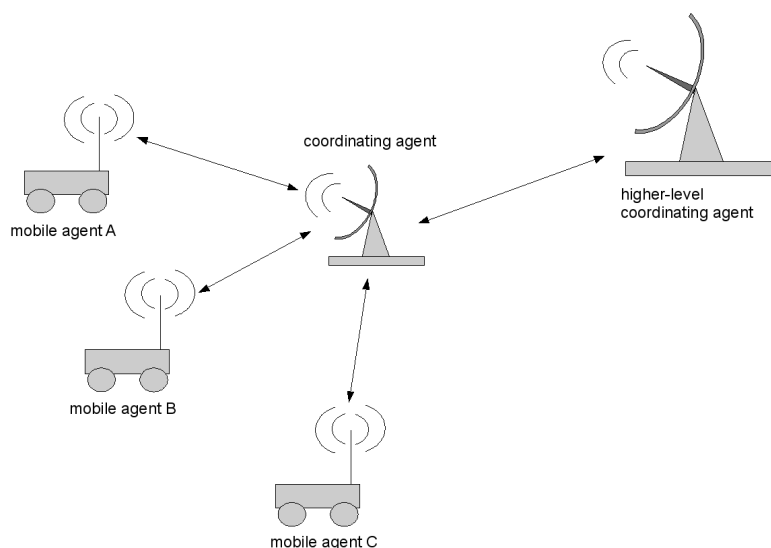 coordinating agent
higher-level
coordinating agent
mobile agent A
mobile agent B
mobile agent C